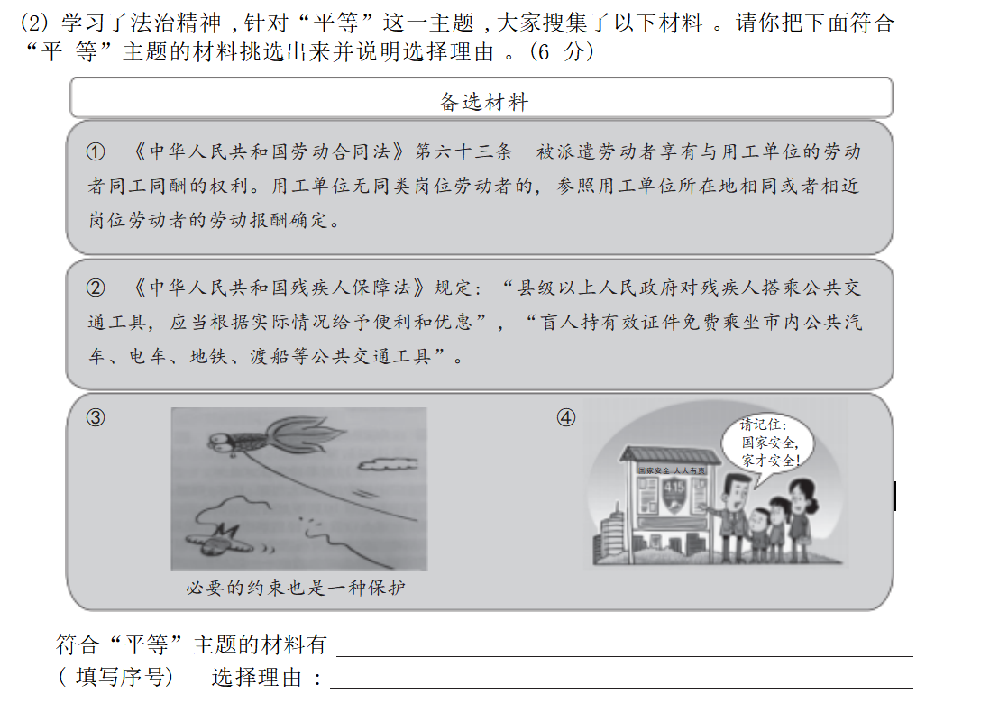 (2) 学习了法治精神 ,针对“平等”这一主题 ,大家搜集了以下材料 。请你把下面符合
“平 等”主题的材料挑选出来并说明选择理由 。(6 分)
备选材料
① 《中华人民共和国劳动合同法》第六十三条 被派遣劳动者享有与用工单位的劳动
者同工同酬的权利。用工单位无同类岗位劳动者的，参照用工单位所在地相同或者相近
岗位劳动者的劳动报酬确定。
② 《中华人民共和国残疾人保障法》规定：“县级以上人民政府对残疾人搭乘公共交
通工具，应当根据实际情况给予便利和优惠”，“盲人持有效证件免费乘坐市内公共汽
车、电车、地铁、渡船等公共交通工具”。
③
必要的约束也是一种保护
④
请记住：
国家安全，
家才安全！
国家安全 人人有责
4.15
符合“平等”主题的材料有
( 填写序号) 选择理由 :